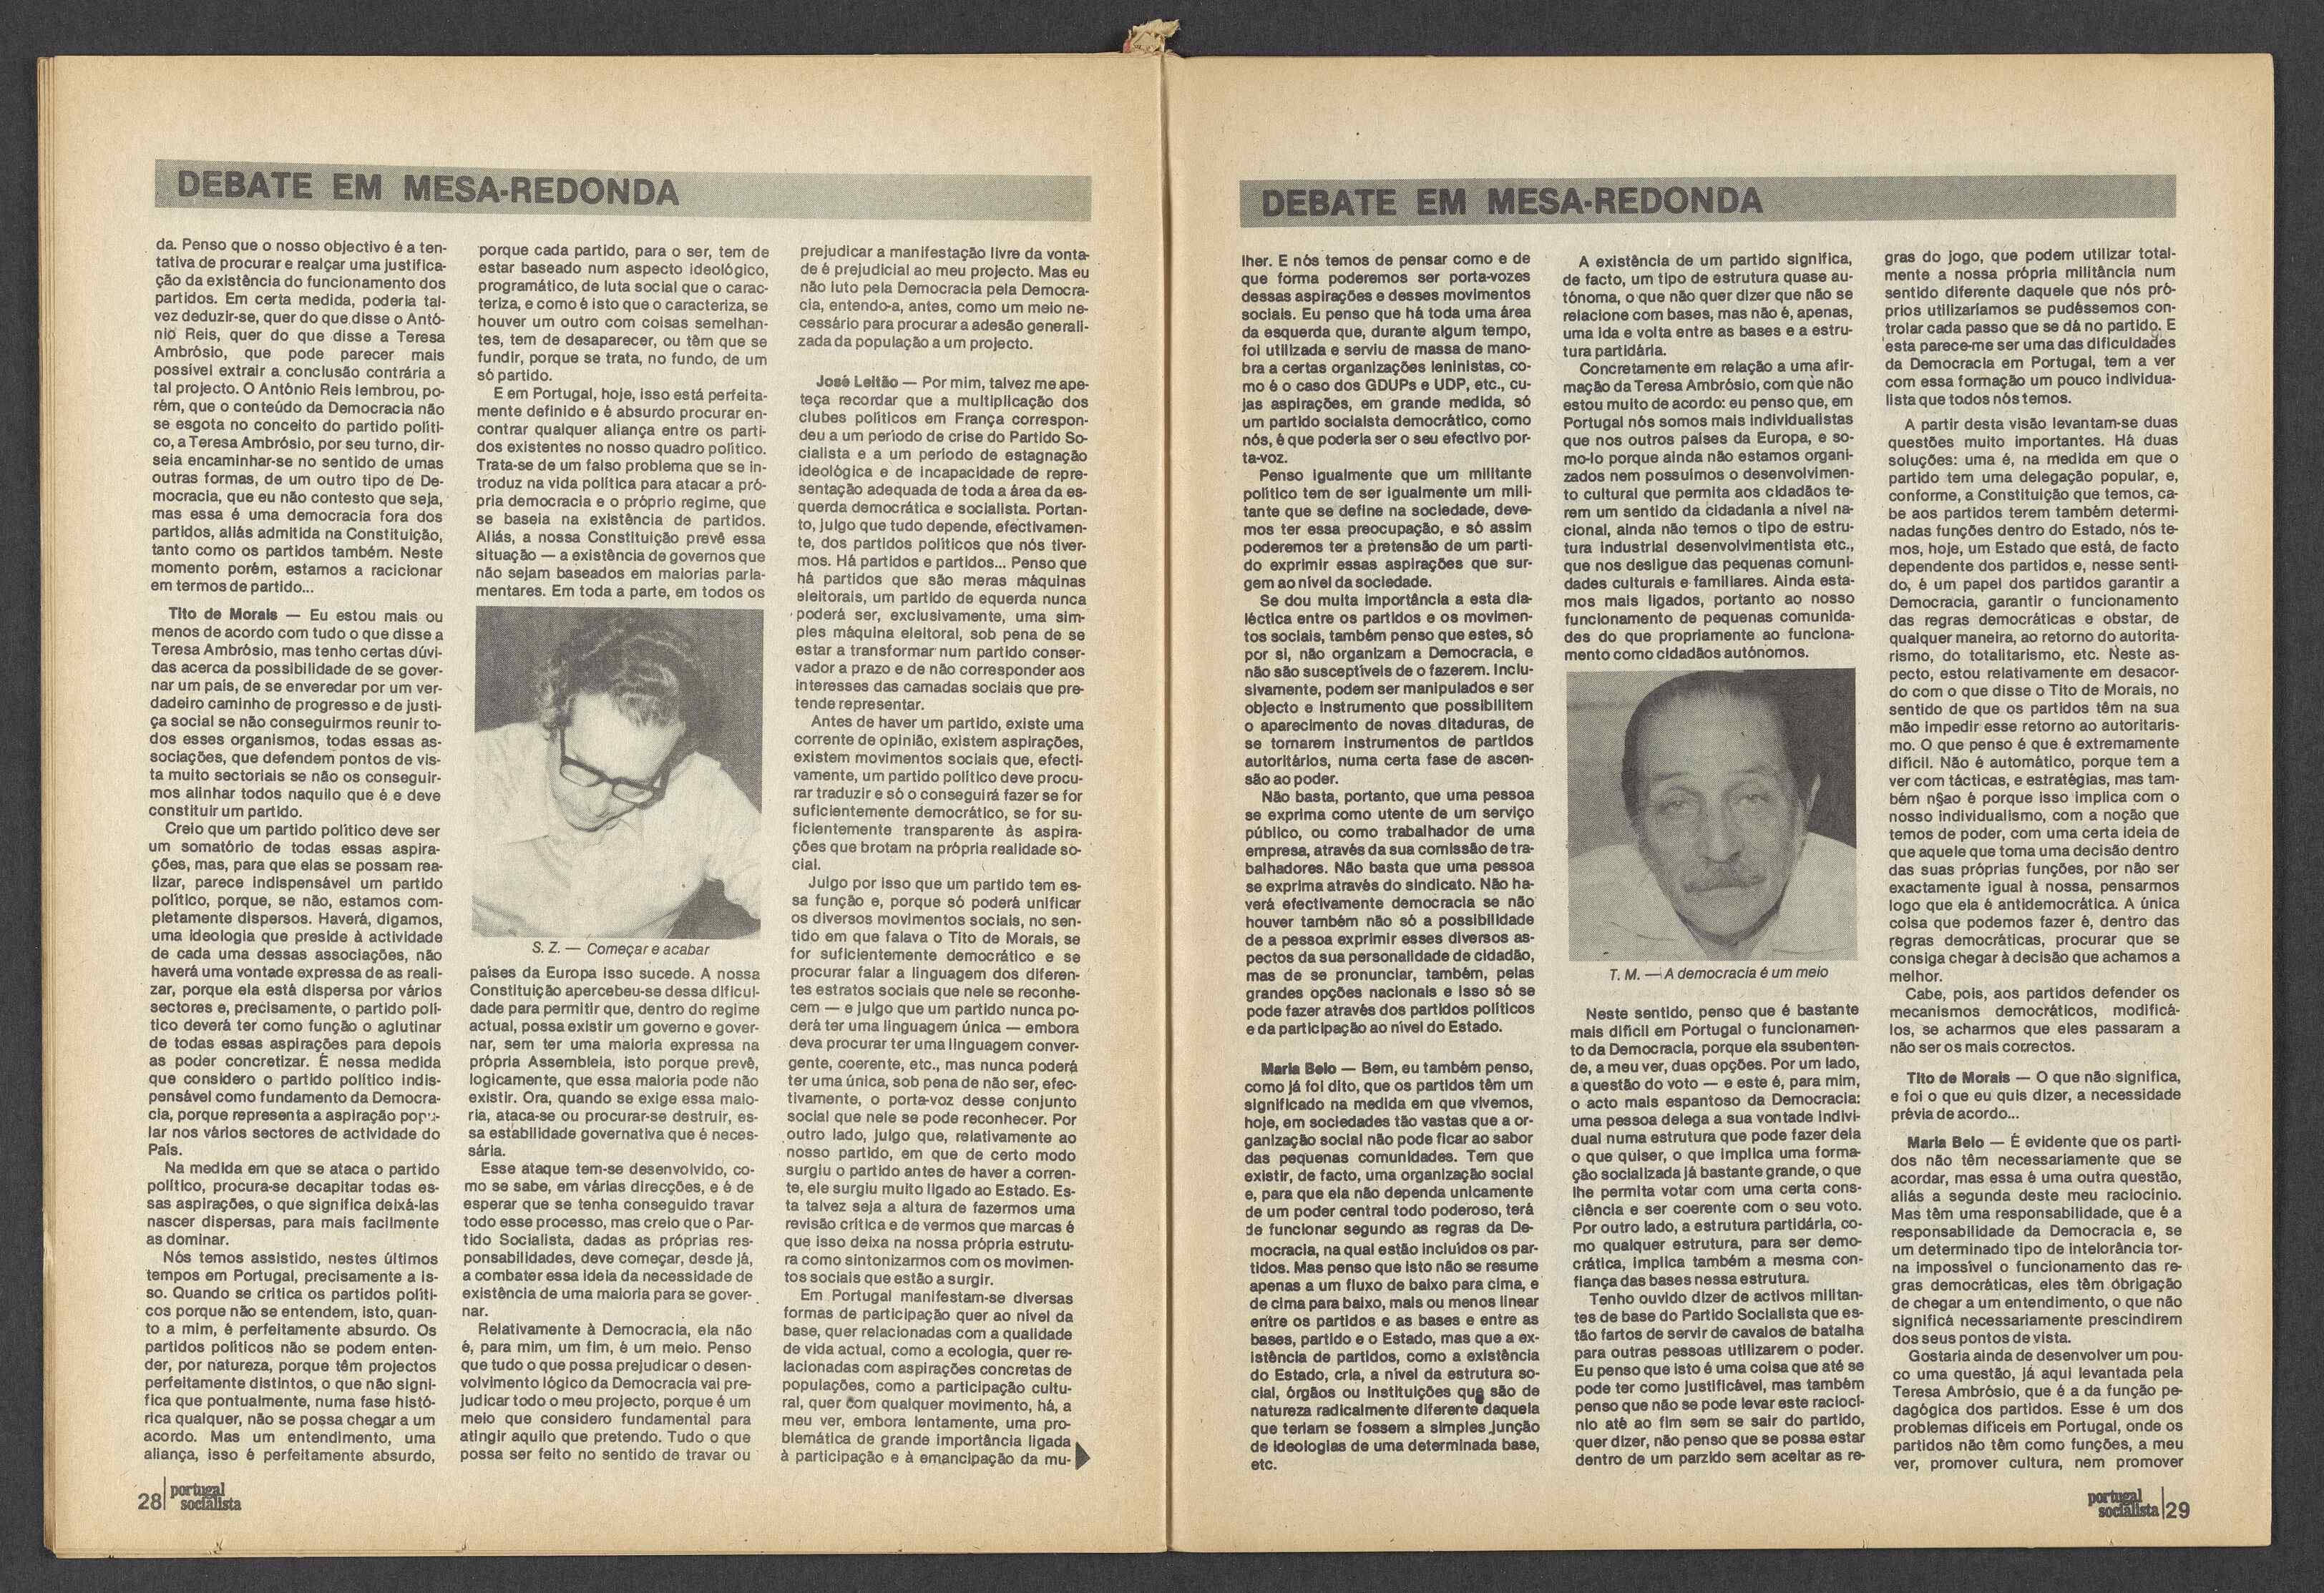 DEBATE EM MESA-REDONDA
da. Penso que o nosso objectivo é a ten-
tativa de procurar e realçar uma justifica-
ção da existência do funcionamento dos
partidos. Em certa medida, poderia tal-
vez deduzir-se, quer do que disse o Antó-
nio Reis, quer do que disse a Teresa
Ambrósio, que pode parecer mais
possível extrair a conclusão contrária a
tal projecto. O António Reis lembrou, po-
rém, que o conteúdo da Democracia não
se esgota no conceito do partido políti-
co, a Teresa Ambrósio, por seu turno, dir-
seia encaminhar-se no sentido de umas
outras formas, de um outro tipo de De-
mocracia, que eu não contesto que seja,
mas essa é uma democracia fora dos
partidos, aliás admitida na Constituição,
tanto como os partidos também. Neste
momento porém, estamos a racicionar
em termos de partido...
Tito de Morais — Eu estou mais ou
menos de acordo com tudo o que disse a
Teresa Ambrósio, mas tenho certas dúvi-
das acerca da possibilidade de se gover-
nar um país, de se enveredar por um ver-
dadeiro caminho de progresso e de justi-
ça social se não conseguirmos reunir to-
dos esses organismos, todas essas as-
sociações, que defendem pontos de vis-
ta muito sectoriais se não os conseguir-
mos alinhar todos naquilo que é e deve
constituir um partido.
Creio que um partido político deve ser
um somatório de todas essas aspira-
ções, mas, para que elas se possam rea-
lizar, parece indispensável um partido
político, porque, se não, estamos com-
pletamente dispersos. Haverá, digamos,
uma ideologia que preside à actividade
de cada uma dessas associações, não
haverá uma vontade expressa de as reali-
zar, porque ela está dispersa por vários
sectores e, precisamente, o partido polí-
tico deverá ter como função o aglutinar
de todas essas aspirações para depois
as poder concretizar. É nessa medida
que considero o partido político indis-
pensável como fundamento da Democra-
cia, porque representa a aspiração popu-
lar nos vários sectores de actividade do
País.
Na medida em que se ataca o partido
político, procura-se decapitar todas es-
sas aspirações, o que significa deixá-las
nascer dispersas, para mais facilmente
as dominar.
Nós temos assistido, nestes últimos
tempos em Portugal, precisamente a is-
so. Quando se critica os partidos políti-
cos porque não se entendem, isto, quan-
to a mim, é perfeitamente absurdo. Os
partidos políticos não se podem enten-
der, por natureza, porque têm projectos
perfeitamente distintos, o que não signi-
fica que pontualmente, numa fase histó-
rica qualquer, não se possa chegar a um
acordo. Mas um entendimento, uma
aliança, isso é perfeitamente absurdo,
porque cada partido, para o ser, tem de
estar baseado num aspecto ideológico,
programático, de luta social que o carac-
teriza, e como é isto que o caracteriza, se
houver um outro com coisas semelhan-
tes, tem de desaparecer, ou têm que se
fundir, porque se trata, no fundo, de um
só partido.
E em Portugal, hoje, isso está perfeita-
mente definido e é absurdo procurar en-
contrar qualquer aliança entre os parti-
dos existentes no nosso quadro político.
Trata-se de um falso problema que se in-
troduz na vida política para atacar a pró-
pria democracia e o próprio regime, que
se baseia na existência de partidos.
Aliás, a nossa Constituição prevê essa
situação — a existência de governos que
não sejam baseados em maiorias parla-
mentares. Em toda a parte, em todos os
S. Z. — Começar e acabar
países da Europa isso sucede. A nossa
Constituição apercebeu-se dessa dificul-
dade para permitir que, dentro do regime
actual, possa existir um governo e gover-
nar, sem ter uma maioria expressa na
própria Assembleia, isto porque prevê,
logicamente, que essa maioria pode não
existir. Ora, quando se exige essa maio-
ria, ataca-se ou procurar-se destruir, es-
sa estabilidade governativa que é neces-
sária.
Esse ataque tem-se desenvolvido, co-
mo se sabe, em várias direcções, e é de
esperar que se tenha conseguido travar
todo esse processo, mas creio que o Par-
tido Socialista, dadas as próprias res-
ponsabilidades, deve começar, desde já,
a combater essa ideia da necessidade de
existência de uma maioria para se gover-
nar.
Relativamente à Democracia, ela não
é, para mim, um fim, é um meio. Penso
que tudo o que possa prejudicar o desen-
volvimento lógico da Democracia vai pre-
judicar todo o meu projecto, porque é um
meio que considero fundamental para
atingir aquilo que pretendo. Tudo o que
possa ser feito no sentido de travar ou
prejudicar a manifestação livre da vonta-
de é prejudicial ao meu projecto. Mas eu
não luto pela Democracia pela Democra-
cia, entendo-a, antes, como um meio ne-
cessário para procurar a adesão generali-
zada da população a um projecto.
José Leitão — Por mim, talvez me ape-
teça recordar que a multiplicação dos
clubes políticos em França correspon-
deu a um período de crise do Partido So-
cialista e a um período de estagnação
ideológica e de incapacidade de repre-
sentação adequada de toda a área da es-
querda democrática e socialista. Portan-
to, julgo que tudo depende, efectivamen-
te, dos partidos políticos que nós tiver-
mos. Há partidos e partidos... Penso que
há partidos que são meras máquinas
eleitorais, um partido de equerda nunca
poderá ser, exclusivamente, uma sim-
ples máquina eleitoral, sob pena de se
estar a transformar num partido conser-
vador a prazo e de não corresponder aos
interesses das camadas sociais que pre-
tende representar.
Antes de haver um partido, existe uma
corrente de opinião, existem aspirações,
existem movimentos sociais que, efecti-
vamente, um partido político deve procu-
rar traduzir e só o conseguirá fazer se for
suficientemente democrático, se for su-
ficientemente transparente às aspira-
ções que brotam na própria realidade so-
cial.
Julgo por isso que um partido tem es-
sa função e, porque só poderá unificar
os diversos movimentos sociais, no sen-
tido em que falava o Tito de Morais, se
for suficientemente democrático e se
procurar falar a linguagem dos diferen-
tes estratos sociais que nele se reconhe-
cem — e julgo que um partido nunca po-
derá ter uma linguagem única — embora
deva procurar ter uma linguagem conver-
gente, coerente, etc., mas nunca poderá
ter uma única, sob pena de não ser, efec-
tivamente, o porta-voz desse conjunto
social que nele se pode reconhecer. Por
outro lado, julgo que, relativamente ao
nosso partido, em que de certo modo
surgiu o partido antes de haver a corren-
te, ele surgiu muito ligado ao Estado. Es-
ta talvez seja a altura de fazermos uma
revisão crítica e de vermos que marcas é
que isso deixa na nossa própria estrutu-
ra como sintonizarmos com os movimen-
tos sociais que estão a surgir.
Em Portugal manifestam-se diversas
formas de participação quer ao nível da
base, quer relacionadas com a qualidade
de vida actual, como a ecologia, quer re-
lacionadas com aspirações concretas de
populações, como a participação cultu-
ral, quer com qualquer movimento, há, a
meu ver, embora lentamente, uma pro-
blemática de grande importância ligada
à participação e à emancipação da mu-
28 portugal
socialista
DEBATE EM MESA-REDONDA
lher. E nós temos de pensar como e de
que forma poderemos ser porta-vozes
dessas aspirações e desses movimentos
sociais. Eu penso que há toda uma área
da esquerda que, durante algum tempo,
foi utilizada e serviu de massa de mano-
bra a certas organizações leninistas, co-
mo é o caso dos GDUPs e UDP, etc., cu-
jas aspirações, em grande medida, só
um partido socialsta democrático, como
nós, é que poderia ser o seu efectivo por-
ta-voz.
Penso igualmente que um militante
político tem de ser igualmente um mili-
tante que se define na sociedade, deve-
mos ter essa preocupação, e só assim
poderemos ter a pretensão de um parti-
do exprimir essas aspirações que sur-
gem ao nível da sociedade.
Se dou muita importância a esta dia-
léctica entre os partidos e os movimen-
tos sociais, também penso que estes, só
por si, não organizam a Democracia, e
não são susceptíveis de o fazerem. Inclu-
sivamente, podem ser manipulados e ser
objecto e instrumento que possibilitem
o aparecimento de novas ditaduras, de
se tornarem instrumentos de partidos
autoritários, numa certa fase de ascen-
são ao poder.
Não basta, portanto, que uma pessoa
se exprima como utente de um serviço
público, ou como trabalhador de uma
empresa, através da sua comissão de tra-
balhadores. Não basta que uma pessoa
se exprima através do sindicato. Não ha-
verá efectivamente democracia se não
houver também não só a possibilidade
de a pessoa exprimir esses diversos as-
pectos da sua personalidade de cidadão,
mas de se pronunciar, também, pelas
grandes opções nacionais e isso só se
pode fazer através dos partidos políticos
e da participação ao nível do Estado.
Maria Belo — Bem, eu também penso,
como já foi dito, que os partidos têm um
significado na medida em que vivemos,
hoje, em sociedades tão vastas que a or-
ganização social não pode ficar ao sabor
das pequenas comunidades. Tem que
existir, de facto, uma organização social
e, para que ela não dependa unicamente
de um poder central todo poderoso, terá
de funcionar segundo as regras da De-
mocracia, na qual estão incluídos os par-
tidos. Mas penso que isto não se resume
apenas a um fluxo de baixo para cima, e
de cima para baixo, mais ou menos linear
entre os partidos e as bases e entre as
bases, partido e o Estado, mas que a ex-
istência de partidos, como a existência
do Estado, cria, a nível da estrutura so-
cial, órgãos ou instituições que são de
natureza radicalmente diferente daquela
que teriam se fossem a simples junção
de ideologias de uma determinada base,
etc.
A existência de um partido significa,
de facto, um tipo de estrutura quase au-
tónoma, o que não quer dizer que não se
relacione com bases, mas não é, apenas,
uma ida e volta entre as bases e a estru-
tura partidária.
Concretamente em relação a uma afir-
mação da Teresa Ambrósio, com que não
estou muito de acordo: eu penso que, em
Portugal nós somos mais individualistas
que nos outros países da Europa, e so-
mo-lo porque ainda não estamos organi-
zados nem possuímos o desenvolvimen-
to cultural que permita aos cidadãos te-
rem um sentido da cidadania a nível na-
cional, ainda não temos o tipo de estru-
tura industrial desenvolvimentista etc.,
que nos desligue das pequenas comuni-
dades culturais e familiares. Ainda esta-
mos mais ligados, portanto ao nosso
funcionamento de pequenas comunida-
des do que propriamente ao funciona-
mento como cidadãos autónomos.
T. M. — A democracia é um meio
Neste sentido, penso que é bastante
mais difícil em Portugal o funcionamen-
to da Democracia, porque ela ssubenten-
de, a meu ver, duas opções. Por um lado,
a questão do voto — e este é, para mim,
o acto mais espantoso da Democracia:
uma pessoa delega a sua vontade indivi-
dual numa estrutura que pode fazer dela
o que quiser, o que implica uma forma-
ção socializada já bastante grande, o que
lhe permita votar com uma certa cons-
ciência e ser coerente com o seu voto.
Por outro lado, a estrutura partidária, co-
mo qualquer estrutura, para ser demo-
crática, implica também a mesma con-
fiança das bases nessa estrutura.
Tenho ouvido dizer de activos militan-
tes de base do Partido Socialista que es-
tão fartos de servir de cavalos de batalha
para outras pessoas utilizarem o poder.
Eu penso que isto é uma coisa que até se
pode ter como justificável, mas também
penso que não se pode levar este raciocí-
nio até ao fim sem se sair do partido,
quer dizer, não penso que se possa estar
dentro de um parzido sem aceitar as re-
gras do jogo, que podem utilizar total-
mente a nossa própria militância num
sentido diferente daquele que nós pró-
prios utilizaríamos se pudéssemos con-
trolar cada passo que se dá no partido. E
esta parece-me ser uma das dificuldades
da Democracia em Portugal, tem a ver
com essa formação um pouco individua-
lista que todos nós temos.
A partir desta visão levantam-se duas
questões muito importantes. Há duas
soluções: uma é, na medida em que o
partido tem uma delegação popular, e,
conforme, a Constituição que temos, ca-
be aos partidos terem também determi-
nadas funções dentro do Estado, nós te-
mos, hoje, um Estado que está, de facto
dependente dos partidos e, nesse senti-
do, é um papel dos partidos garantir a
Democracia, garantir o funcionamento
das regras democráticas e obstar, de
qualquer maneira, ao retorno do autorita-
rismo, do totalitarismo, etc. Neste as-
pecto, estou relativamente em desacor-
do com o que disse o Tito de Morais, no
sentido de que os partidos têm na sua
mão impedir esse retorno ao autoritaris-
mo. O que penso é que é extremamente
difícil. Não é automático, porque tem a
ver com tácticas, e estratégias, mas tam-
bém n§ao é porque isso implica com o
nosso individualismo, com a noção que
temos de poder, com uma certa ideia de
que aquele que toma uma decisão dentro
das suas próprias funções, por não ser
exactamente igual à nossa, pensarmos
logo que ela é antidemocrática. A única
coisa que podemos fazer é, dentro das
regras democráticas, procurar que se
consiga chegar à decisão que achamos a
melhor.
Cabe, pois, aos partidos defender os
mecanismos democráticos, modificá-
los, se acharmos que eles passaram a
não ser os mais correctos.
Tito de Morais — O que não significa,
e foi o que eu quis dizer, a necessidade
prévia de acordo...
Maria Belo — É evidente que os parti-
dos não têm necessariamente que se
acordar, mas essa é uma outra questão,
aliás a segunda deste meu raciocínio.
Mas têm uma responsabilidade, que é a
responsabilidade da Democracia e, se
um determinado tipo de intelorância tor-
na impossível o funcionamento das re-
gras democráticas, eles têm obrigação
de chegar a um entendimento, o que não
significa necessariamente prescindirem
dos seus pontos de vista.
Gostaria ainda de desenvolver um pou-
co uma questão, já aqui levantada pela
Teresa Ambrósio, que é a da função pe-
dagógica dos partidos. Esse é um dos
problemas difíceis em Portugal, onde os
partidos não têm como funções, a meu
ver, promover cultura, nem promover
portugal
socialista 29